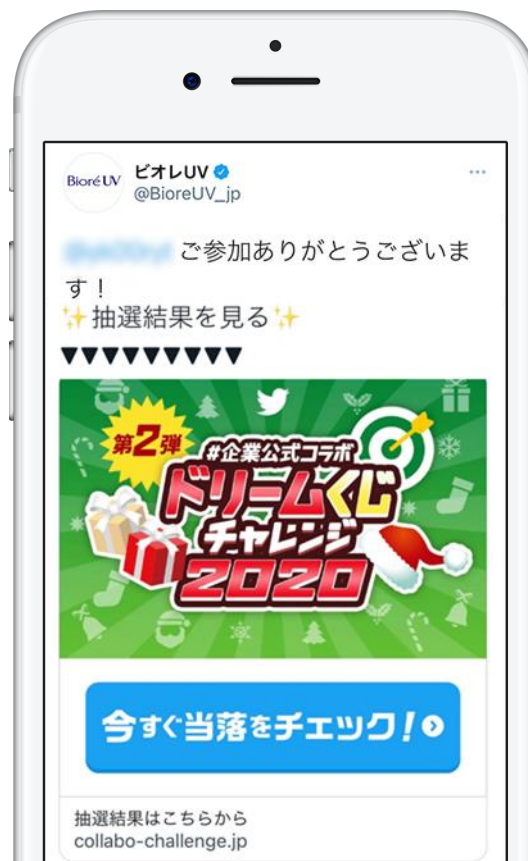 BioréUV
ビオレUV
@BioreUV_jp
ご参加ありがとうございま
す!
✨抽選結果を見る✨
▼▼▼▼▼▼▼▼▼
第2弾
#企業公式コラボ
ドリームくじ
チャレンジ
2020
今すぐ当落をチェック!
抽選結果はこちらから
collabo-challenge.jp